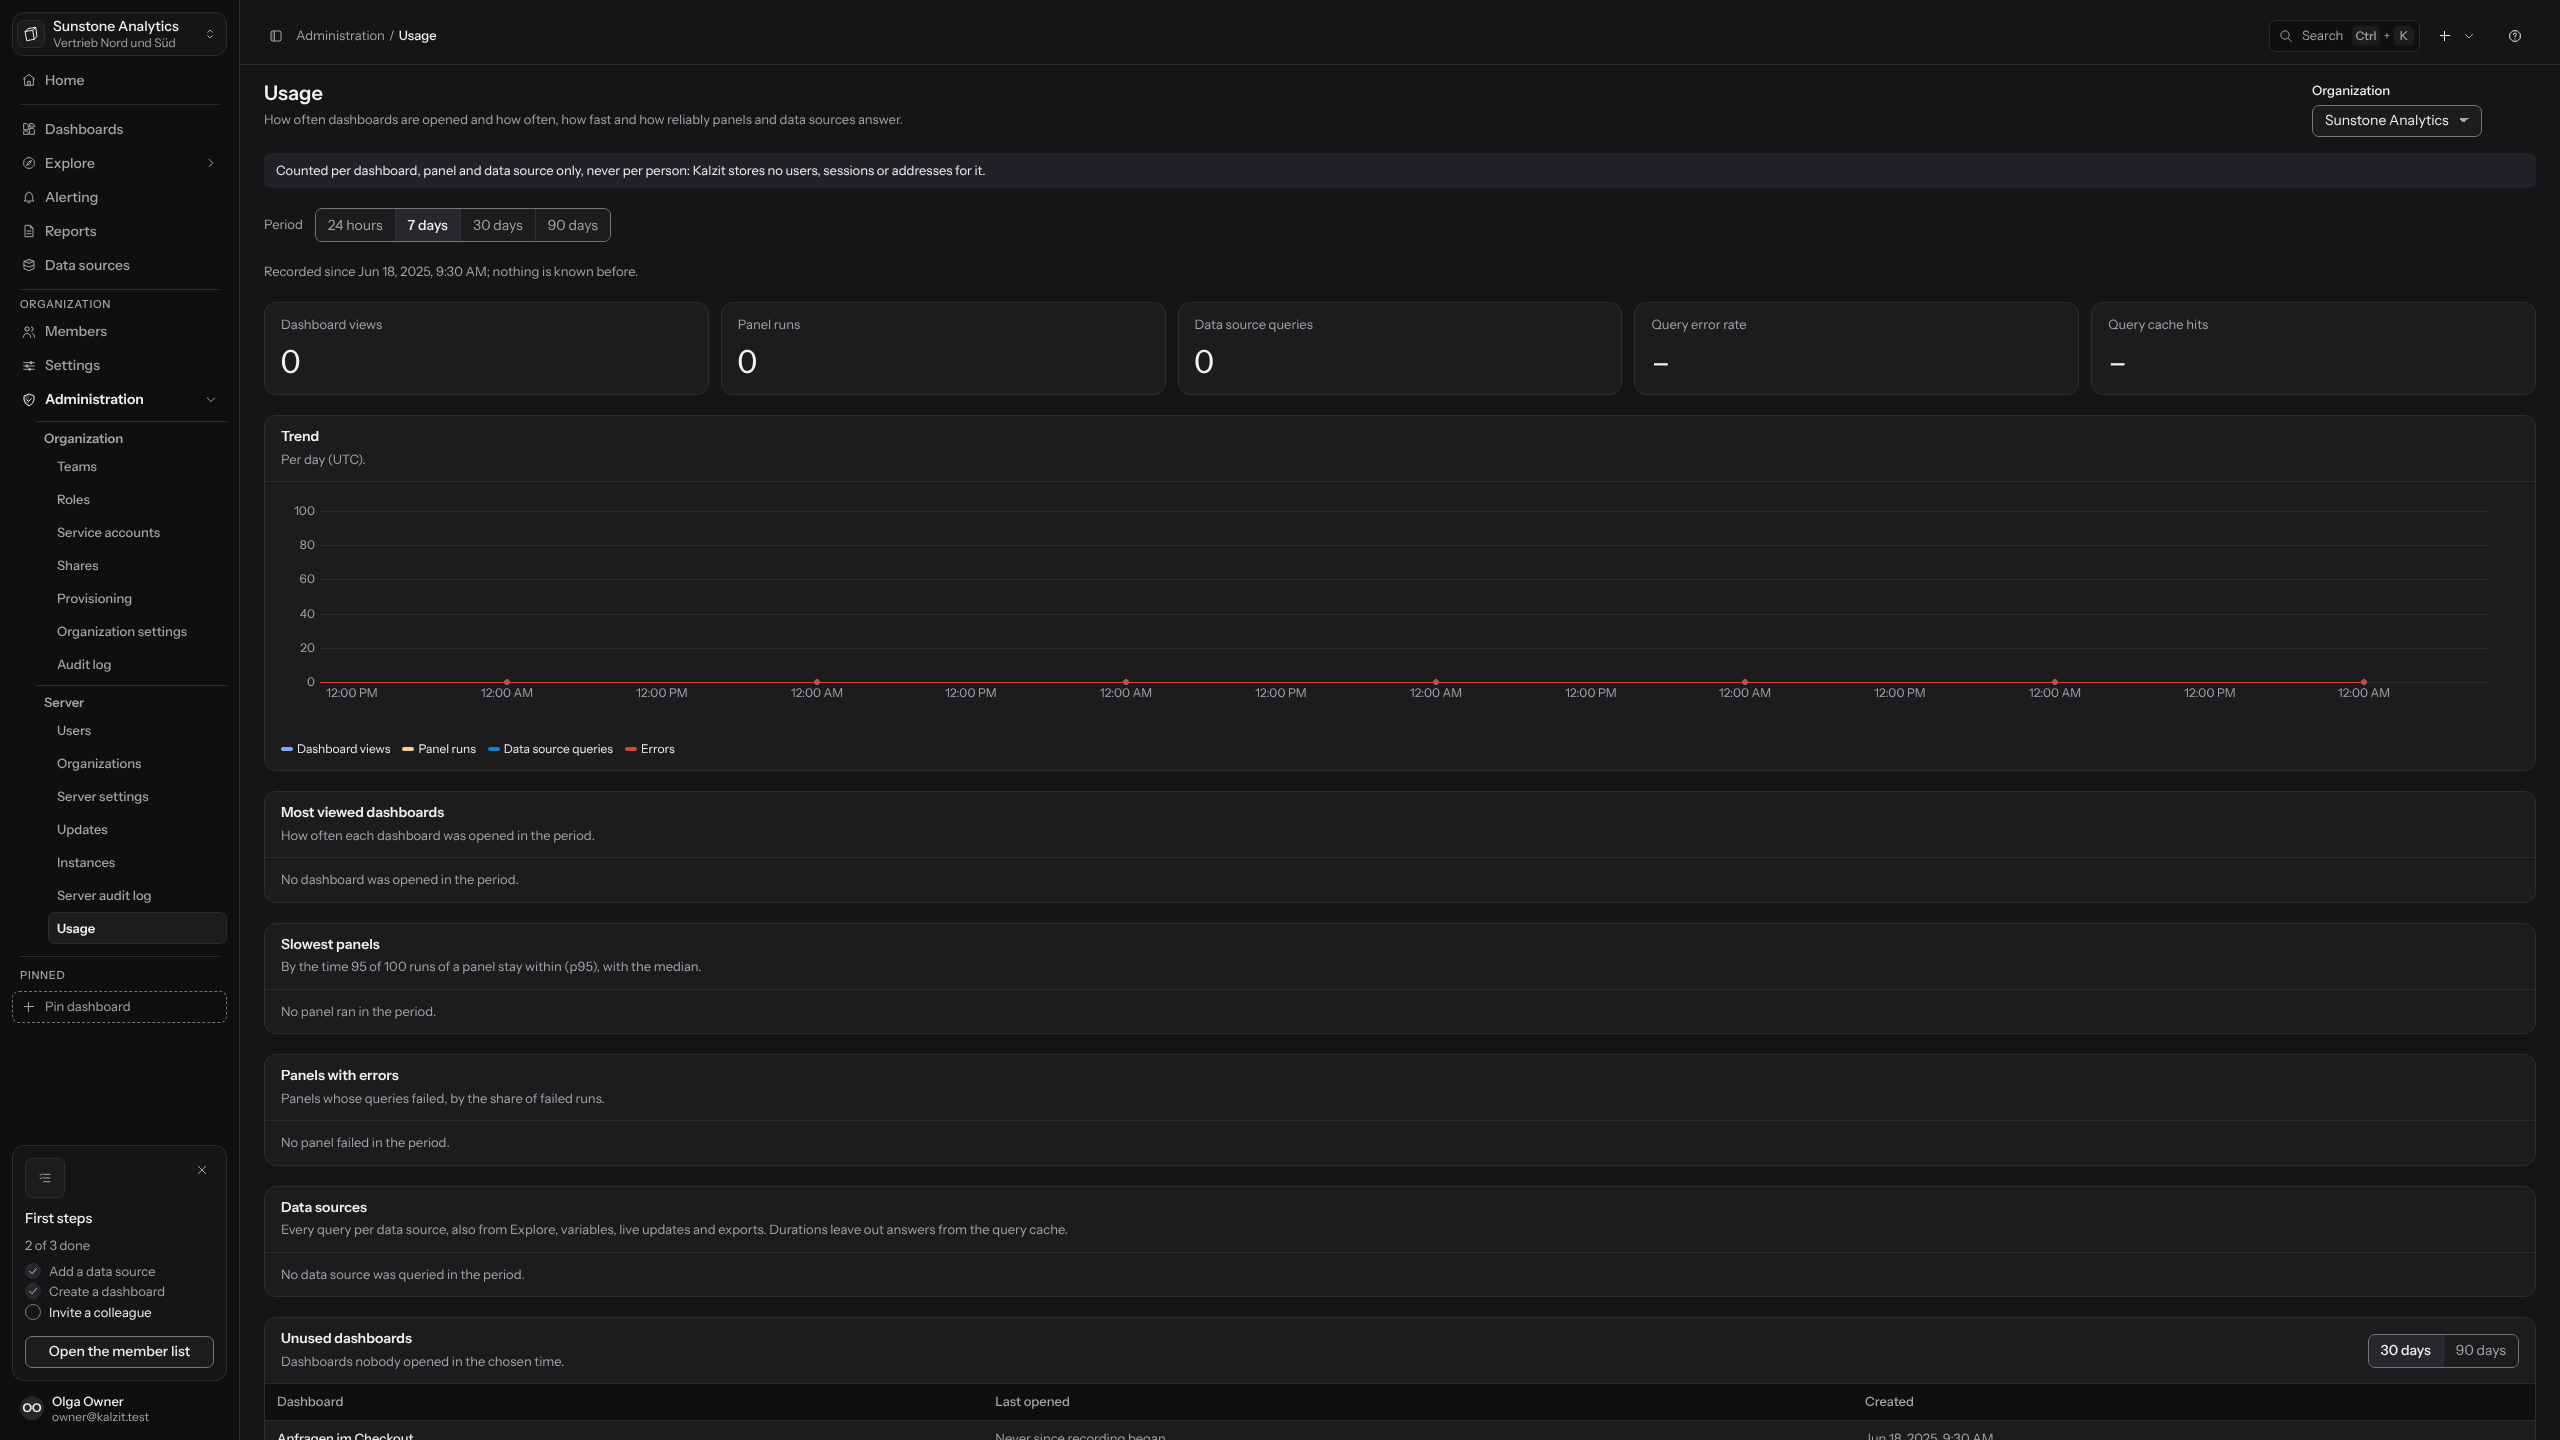 Sunstone Analytics
Vertrieb Nord und Süd
Home
Dashboards
Explore
Alerting
Reports
Data sources
ORGANIZATION
Members
Settings
Administration
Organization
Teams
Roles
Service accounts
Shares
Provisioning
Organization settings
Audit log
Server
Users
Organizations
Server settings
Updates
Instances
Server audit log
Usage
PINNED
Pin dashboard
First steps
2 of 3 done
Add a data source
Create a dashboard
Invite a colleague
Open the member list
OO
Olga Owner
owner@kalzit.test
Administration / Usage
Search Ctrl + K
Usage
How often dashboards are opened and how often, how fast and how reliably panels and data sources answer.
Organization
Sunstone Analytics
Counted per dashboard, panel and data source only, never per person: Kalzit stores no users, sessions or addresses for it.
Period 24 hours 7 days 30 days 90 days
Recorded since Jun 18, 2025, 9:30 AM; nothing is known before.
Dashboard views
0
Panel runs
0
Data source queries
0
Query error rate
–
Query cache hits
–
Trend
Per day (UTC).
100
80
60
40
20
0
12:00 PM 12:00 AM 12:00 PM 12:00 AM 12:00 PM 12:00 AM 12:00 PM 12:00 AM 12:00 PM 12:00 AM 12:00 PM 12:00 AM 12:00 PM 12:00 AM
Dashboard views Panel runs Data source queries Errors
Most viewed dashboards
How often each dashboard was opened in the period.
No dashboard was opened in the period.
Slowest panels
By the time 95 of 100 runs of a panel stay within (p95), with the median.
No panel ran in the period.
Panels with errors
Panels whose queries failed, by the share of failed runs.
No panel failed in the period.
Data sources
Every query per data source, also from Explore, variables, live updates and exports. Durations leave out answers from the query cache.
No data source was queried in the period.
Unused dashboards
Dashboards nobody opened in the chosen time.
30 days 90 days
Dashboard Last opened Created
Anfragen im Checkout Never since recording began Jun 18, 2025, 9:30 AM